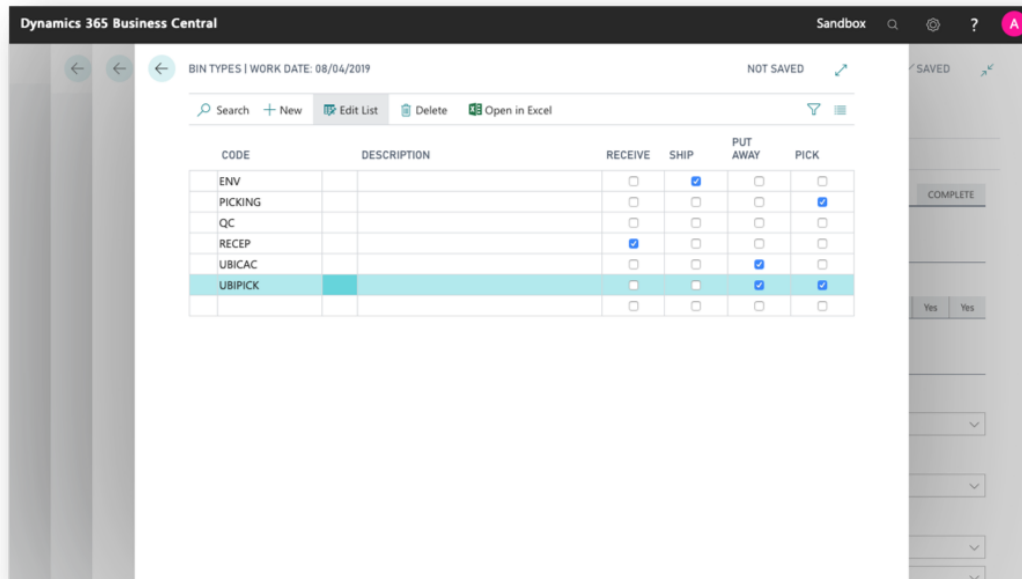 Dynamics 365 Business Central Sandbox ? A
BIN TYPES | WORK DATE: 08/04/2019 NOT SAVED SAVED
Search + New Edit List Delete Open in Excel
CODE DESCRIPTION RECEIVE SHIP PUT AWAY PICK
ENV
PICKING
COMPLETE
QC
RECEP
UBICAC
UBIPICK
Yes Yes